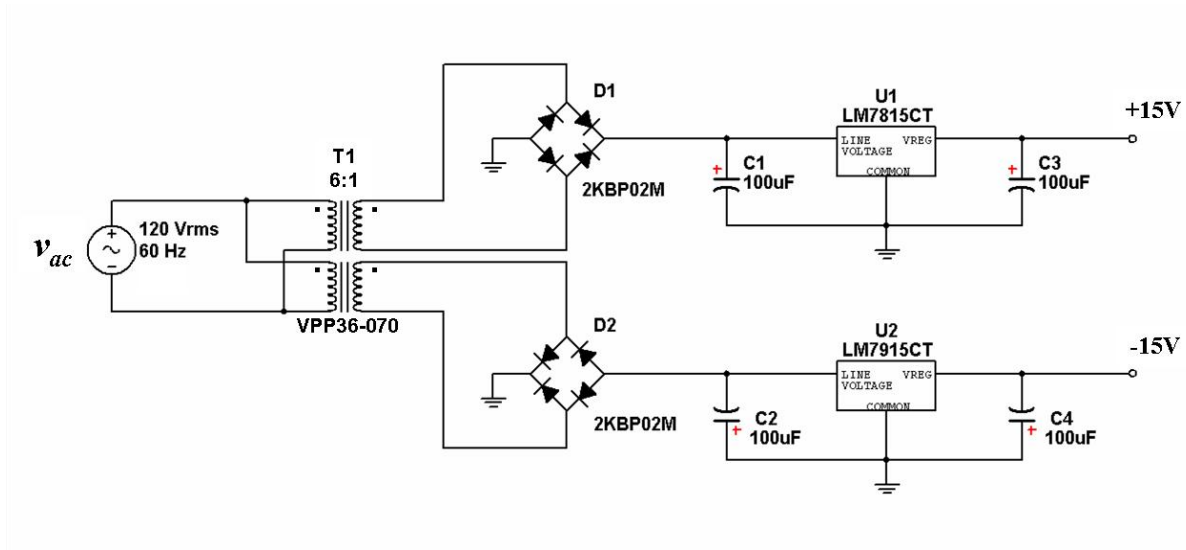 T1
6:1
v_ac
120 Vrms
60 Hz
+
~
-
VPP36-070
D1
2KBP02M
+
C1
100uF
U1
LM7815CT
LINE VREG
VOLTAGE
COMMON
+
C3
100uF
+15V
D2
2KBP02M
C2
100uF
+
U2
LM7915CT
LINE VREG
VOLTAGE
COMMON
C4
100uF
+
-15V